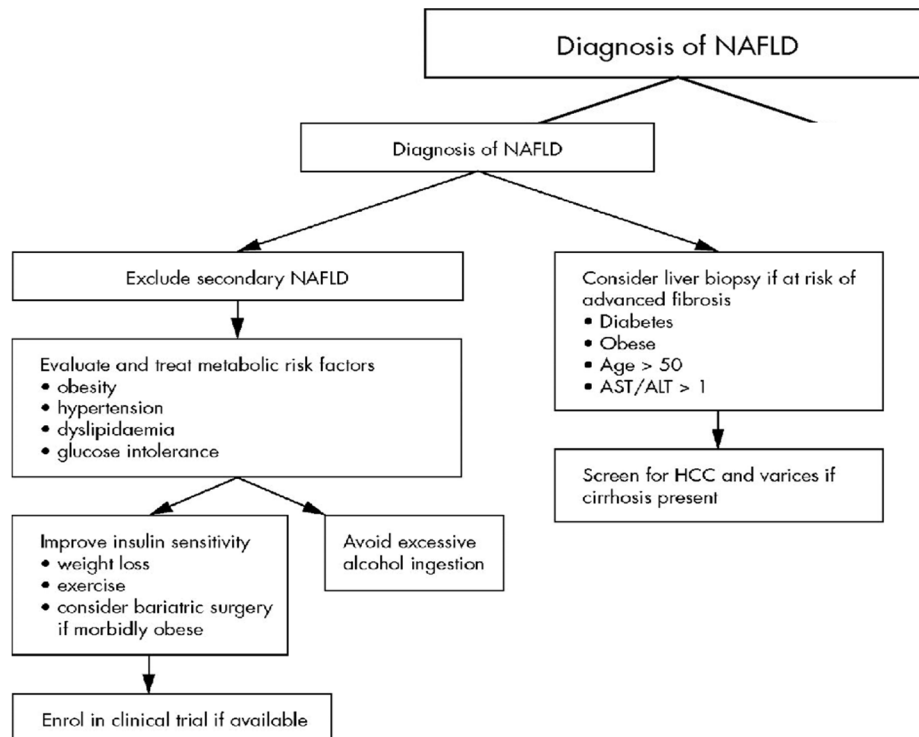 Diagnosis of NAFLD
Diagnosis of NAFLD
Exclude secondary NAFLD
Evaluate and treat metabolic risk factors
• obesity
• hypertension
• dyslipidaemia
• glucose intolerance
Improve insulin sensitivity
• weight loss
• exercise
• consider bariatric surgery
if morbidly obese
Avoid excessive
alcohol ingestion
Enrol in clinical trial if available
Consider liver biopsy if at risk of
advanced fibrosis
• Diabetes
• Obese
• Age > 50
• AST/ALT > 1
Screen for HCC and varices if
cirrhosis present